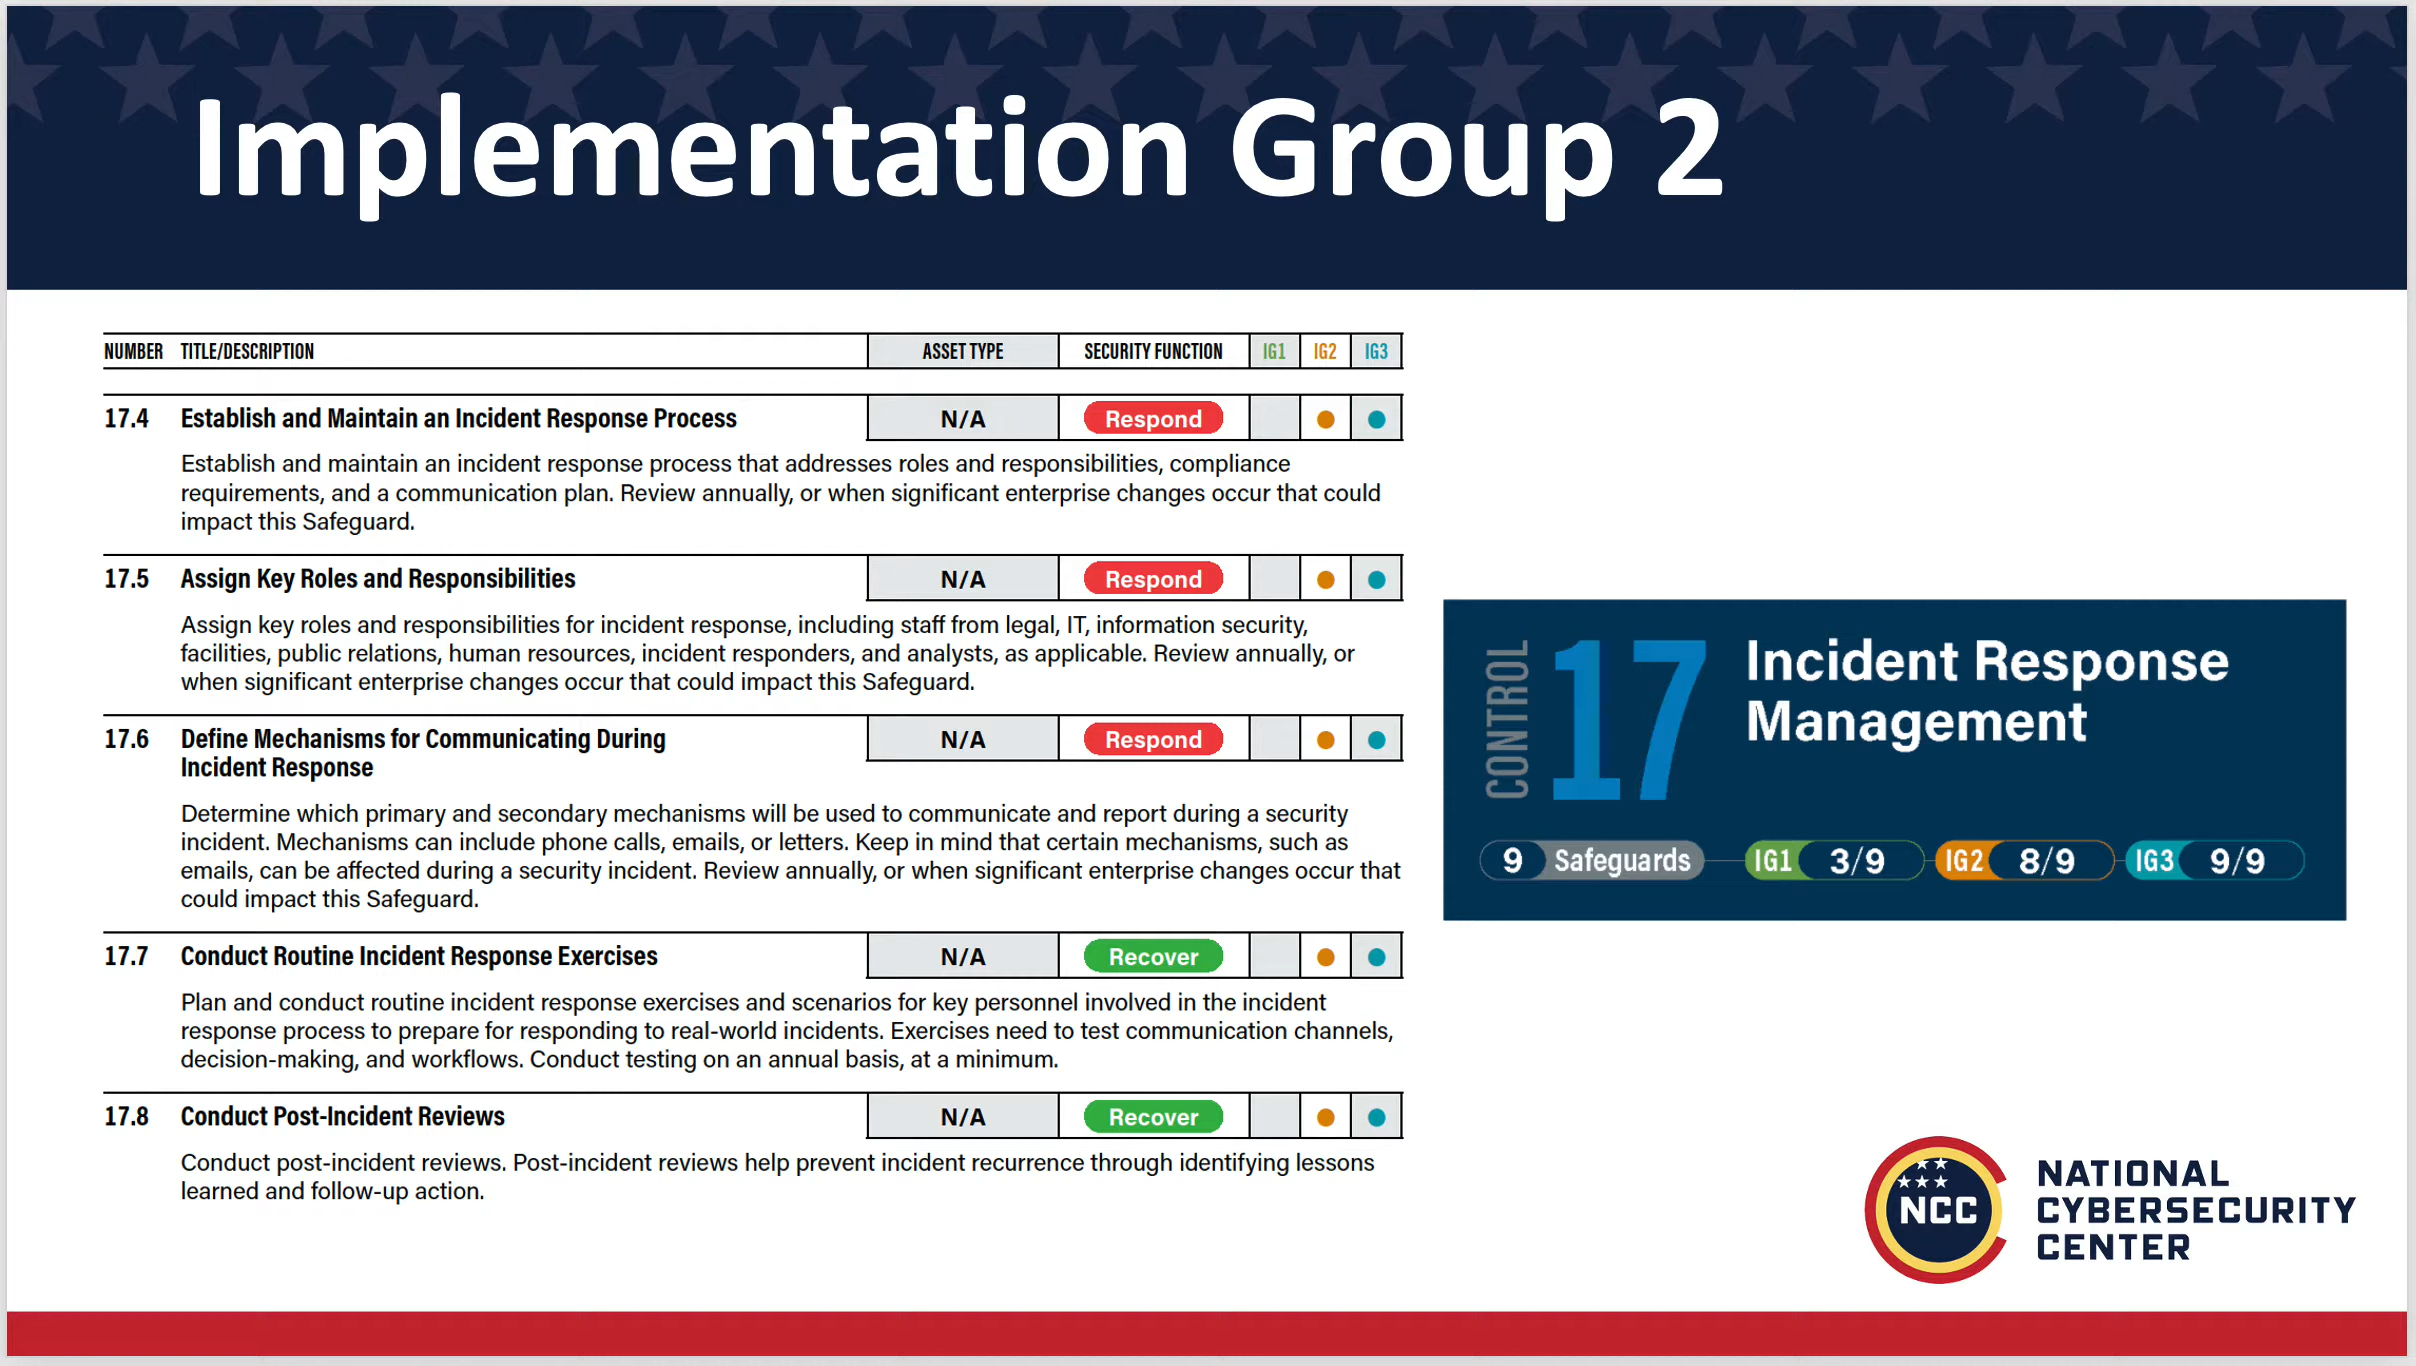 Implementation Group 2
NUMBER TITLE/DESCRIPTION ASSET TYPE SECURITY FUNCTION IG1 IG2 IG3
17.4 Establish and Maintain an Incident Response Process N/A Respond
Establish and maintain an incident response process that addresses roles and responsibilities, compliance
requirements, and a communication plan. Review annually, or when significant enterprise changes occur that could
impact this Safeguard.
17.5 Assign Key Roles and Responsibilities N/A Respond
Assign key roles and responsibilities for incident response, including staff from legal, IT, information security,
facilities, public relations, human resources, incident responders, and analysts, as applicable. Review annually, or
when significant enterprise changes occur that could impact this Safeguard.
17.6 Define Mechanisms for Communicating During N/A Respond
Incident Response
Determine which primary and secondary mechanisms will be used to communicate and report during a security
incident. Mechanisms can include phone calls, emails, or letters. Keep in mind that certain mechanisms, such as
emails, can be affected during a security incident. Review annually, or when significant enterprise changes occur that
could impact this Safeguard.
17.7 Conduct Routine Incident Response Exercises N/A Recover
Plan and conduct routine incident response exercises and scenarios for key personnel involved in the incident
response process to prepare for responding to real-world incidents. Exercises need to test communication channels,
decision-making, and workflows. Conduct testing on an annual basis, at a minimum.
17.8 Conduct Post-Incident Reviews N/A Recover
Conduct post-incident reviews. Post-incident reviews help prevent incident recurrence through identifying lessons
learned and follow-up action.
CONTROL
17
Incident Response
Management
9 Safeguards IG1 3/9 IG2 8/9 IG3 9/9
NCC
NATIONAL
CYBERSECURITY
CENTER